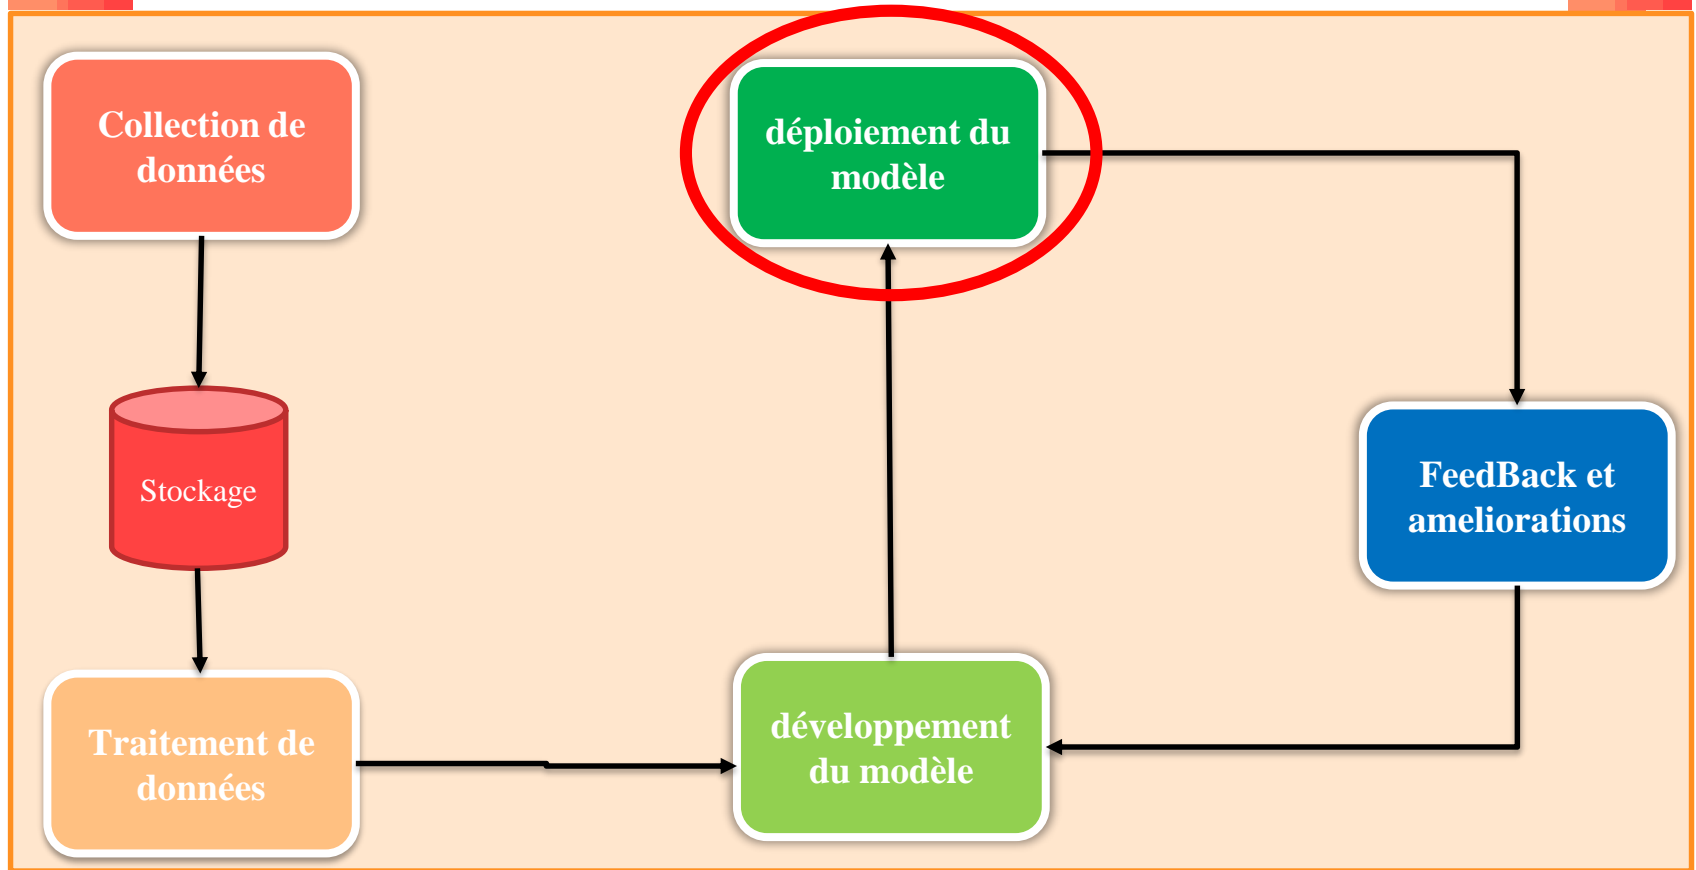 Collection de
données
déploiement du
modèle
Stockage
FeedBack et
ameliorations
Traitement de
données
développement
du modèle